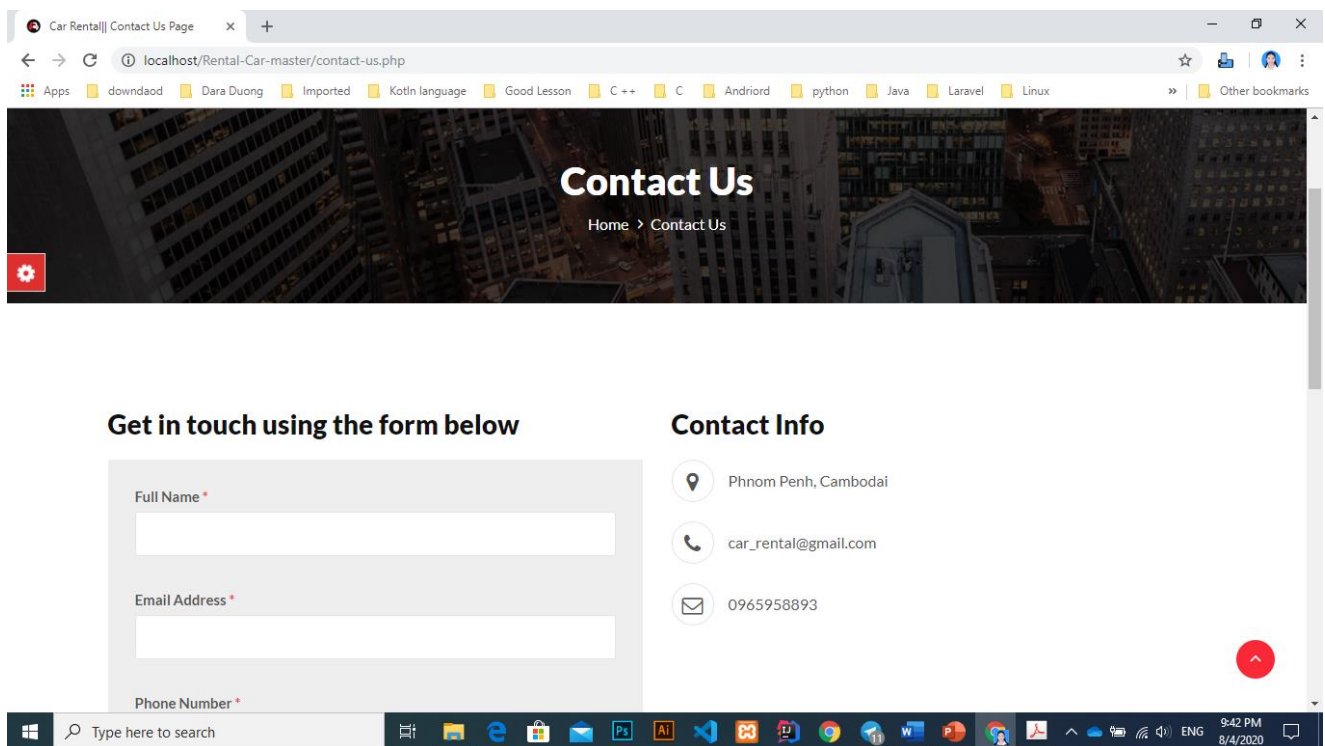 Car Rental|| Contact Us Page
localhost/Rental-Car-master/contact-us.php
Apps downdaod Dara Duong Imported Kotln language Good Lesson C ++ C Andriord python Java Laravel Linux » Other bookmarks
Contact Us
Home > Contact Us
Get in touch using the form below
Full Name *
Email Address *
Phone Number *
Contact Info
Phnom Penh, Cambodai
car_rental@gmail.com
0965958893
Type here to search
Ps
Ai
11
ENG
9:42 PM
8/4/2020